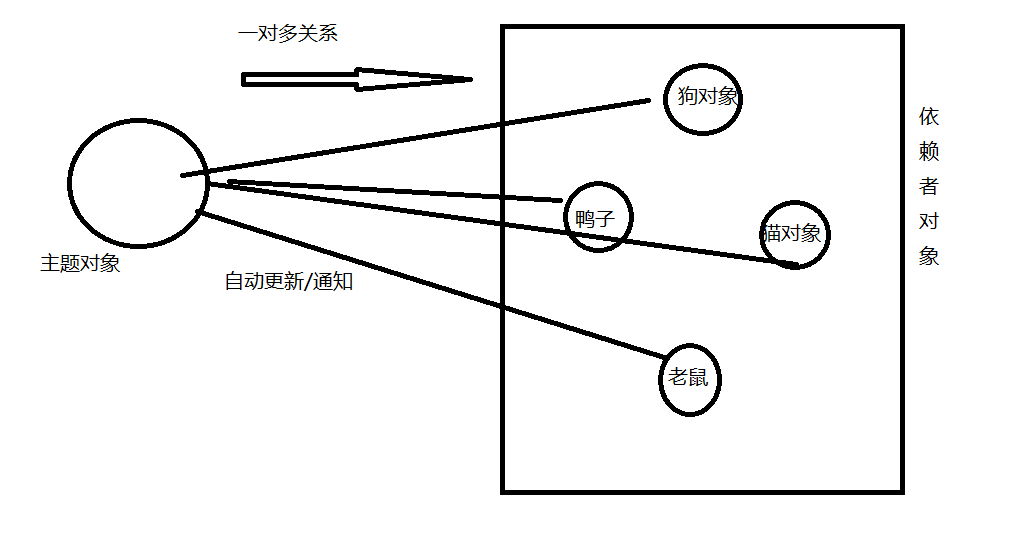 一对多关系
狗对象
依赖者对象
鸭子
猫对象
主题对象
自动更新/通知
老鼠